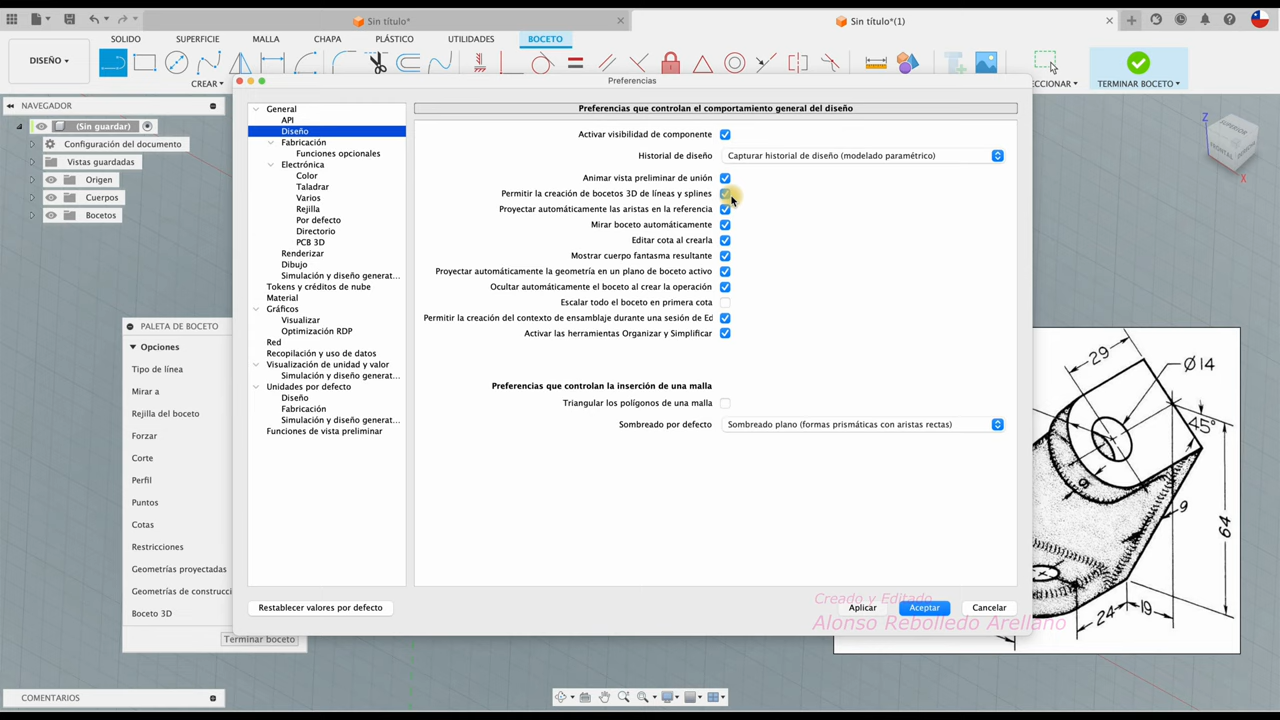 Sin título*
Sin título*(1)
DISEÑO
SÓLIDO
SUPERFICIE
MALLA
CHAPA
PLÁSTICO
UTILIDADES
BOCETO
CREAR
ECCIONAR
TERMINAR BOCETO
NAVEGADOR
(Sin guardar)
Configuración del documento
Vistas guardadas
Origen
Cuerpos
Bocetos
PALETA DE BOCETO
Opciones
Tipo de línea
Mirar a
Rejilla del boceto
Forzar
Corte
Perfil
Puntos
Cotas
Restricciones
Geometrías proyectadas
Geometrías de construcci
Boceto 3D
Terminar boceto
COMENTARIOS
Preferencias
General
API
Diseño
Fabricación
Funciones opcionales
Electrónica
Color
Taladrar
Varios
Rejilla
Por defecto
Directorio
PCB 3D
Renderizar
Dibujo
Simulación y diseño generat...
Tokens y créditos de nube
Material
Gráficos
Visualizar
Optimización RDP
Red
Recopilación y uso de datos
Visualización de unidad y valor
Simulación y diseño generat...
Unidades por defecto
Diseño
Fabricación
Simulación y diseño generat...
Funciones de vista preliminar
Preferencias que controlan el comportamiento general del diseño
Activar visibilidad de componente
Historial de diseño
Capturar historial de diseño (modelado paramétrico)
Animar vista preliminar de unión
Permitir la creación de bocetos 3D de líneas y splines
Proyectar automáticamente las aristas en la referencia
Mirar boceto automáticamente
Editar cota al crearla
Mostrar cuerpo fantasma resultante
Proyectar automáticamente la geometría en un plano de boceto activo
Ocultar automáticamente el boceto al crear la operación
Escalar todo el boceto en primera cota
Permitir la creación del contexto de ensamblaje durante una sesión de Ed
Activar las herramientas Organizar y Simplificar
Preferencias que controlan la inserción de una malla
Triangular los polígonos de una malla
Sombreado por defecto
Sombreado plano (formas prismáticas con aristas rectas)
Restablecer valores por defecto
Aplicar
Aceptar
Cancelar
Creado y Editado
Alonso Rebolledo Arellano
Z
FRONTAL
X
29
Ø14
45°
9
9
64
24
19